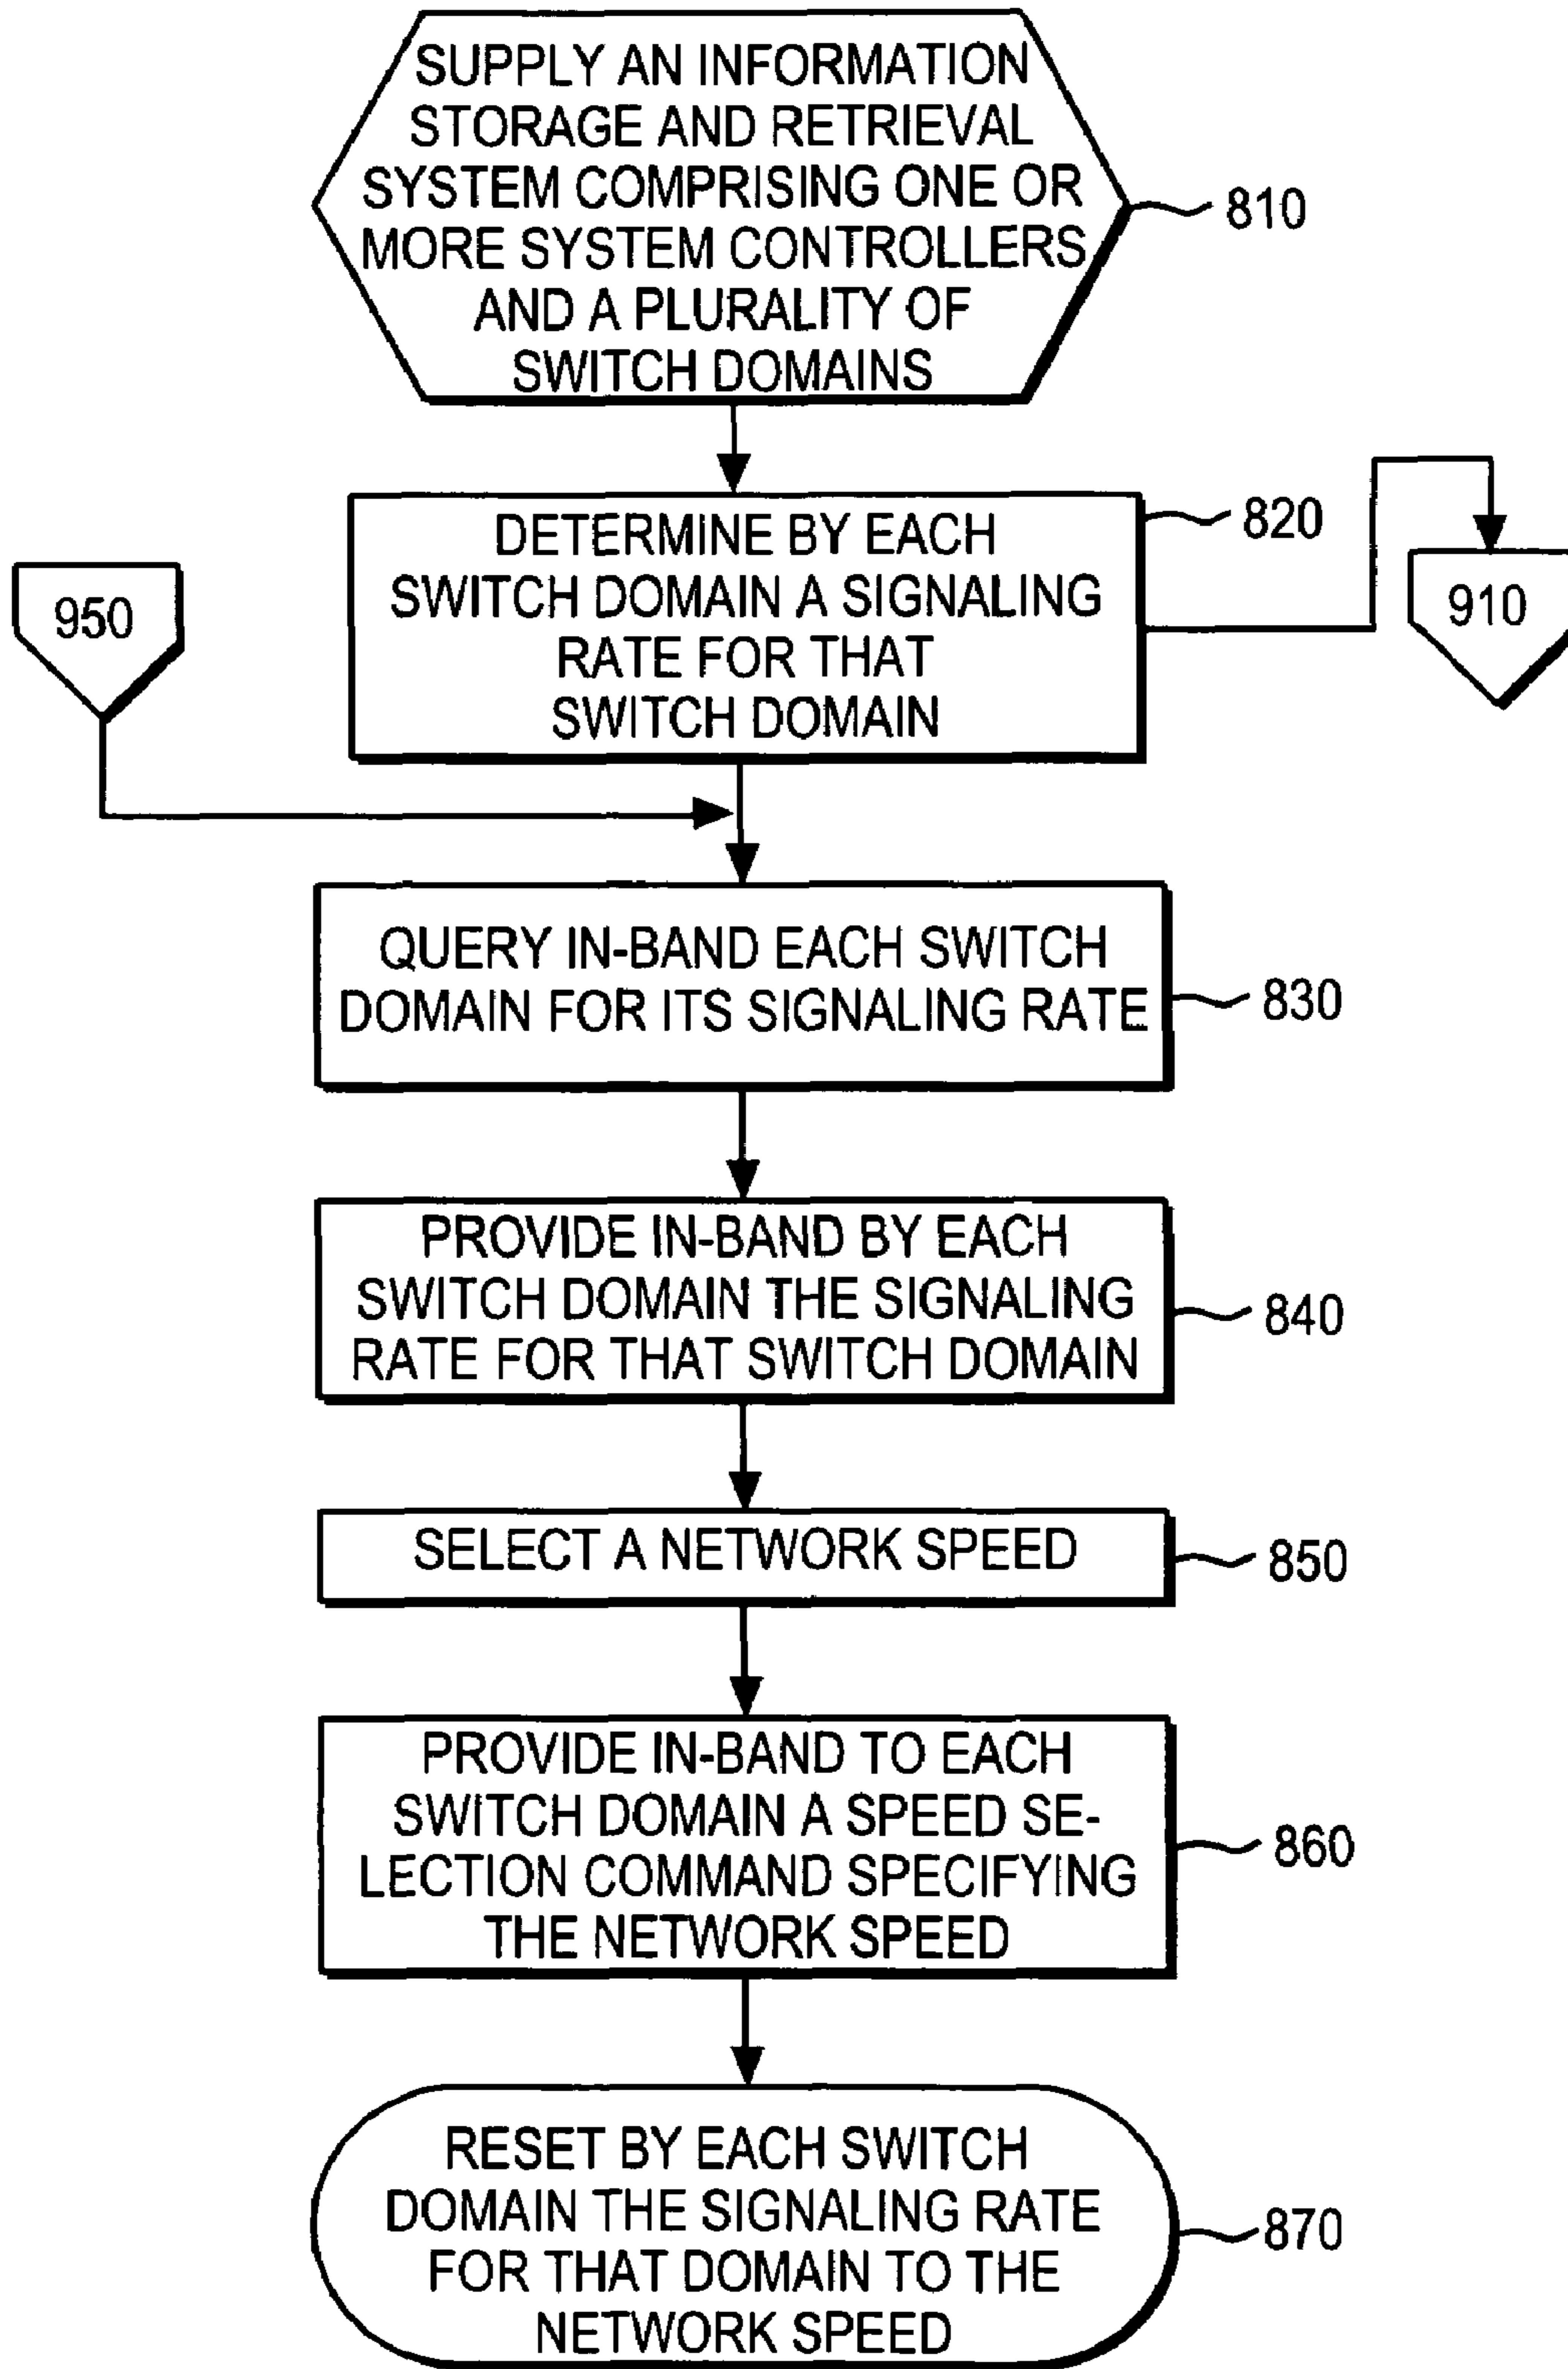 SUPPLY AN INFORMATION
STORAGE AND RETRIEVAL
SYSTEM COMPRISING ONE OR
MORE SYSTEM CONTROLLERS
AND A PLURALITY OF
SWITCH DOMAINS
810
DETERMINE BY EACH
SWITCH DOMAIN A SIGNALING
RATE FOR THAT
SWITCH DOMAIN
820
950
910
QUERY IN-BAND EACH SWITCH
DOMAIN FOR ITS SIGNALING RATE
830
PROVIDE IN-BAND BY EACH
SWITCH DOMAIN THE SIGNALING
RATE FOR THAT SWITCH DOMAIN
840
SELECT A NETWORK SPEED
850
PROVIDE IN-BAND TO EACH
SWITCH DOMAIN A SPEED SE-
LECTION COMMAND SPECIFYING
THE NETWORK SPEED
860
RESET BY EACH SWITCH
DOMAIN THE SIGNALING RATE
FOR THAT DOMAIN TO THE
NETWORK SPEED
870